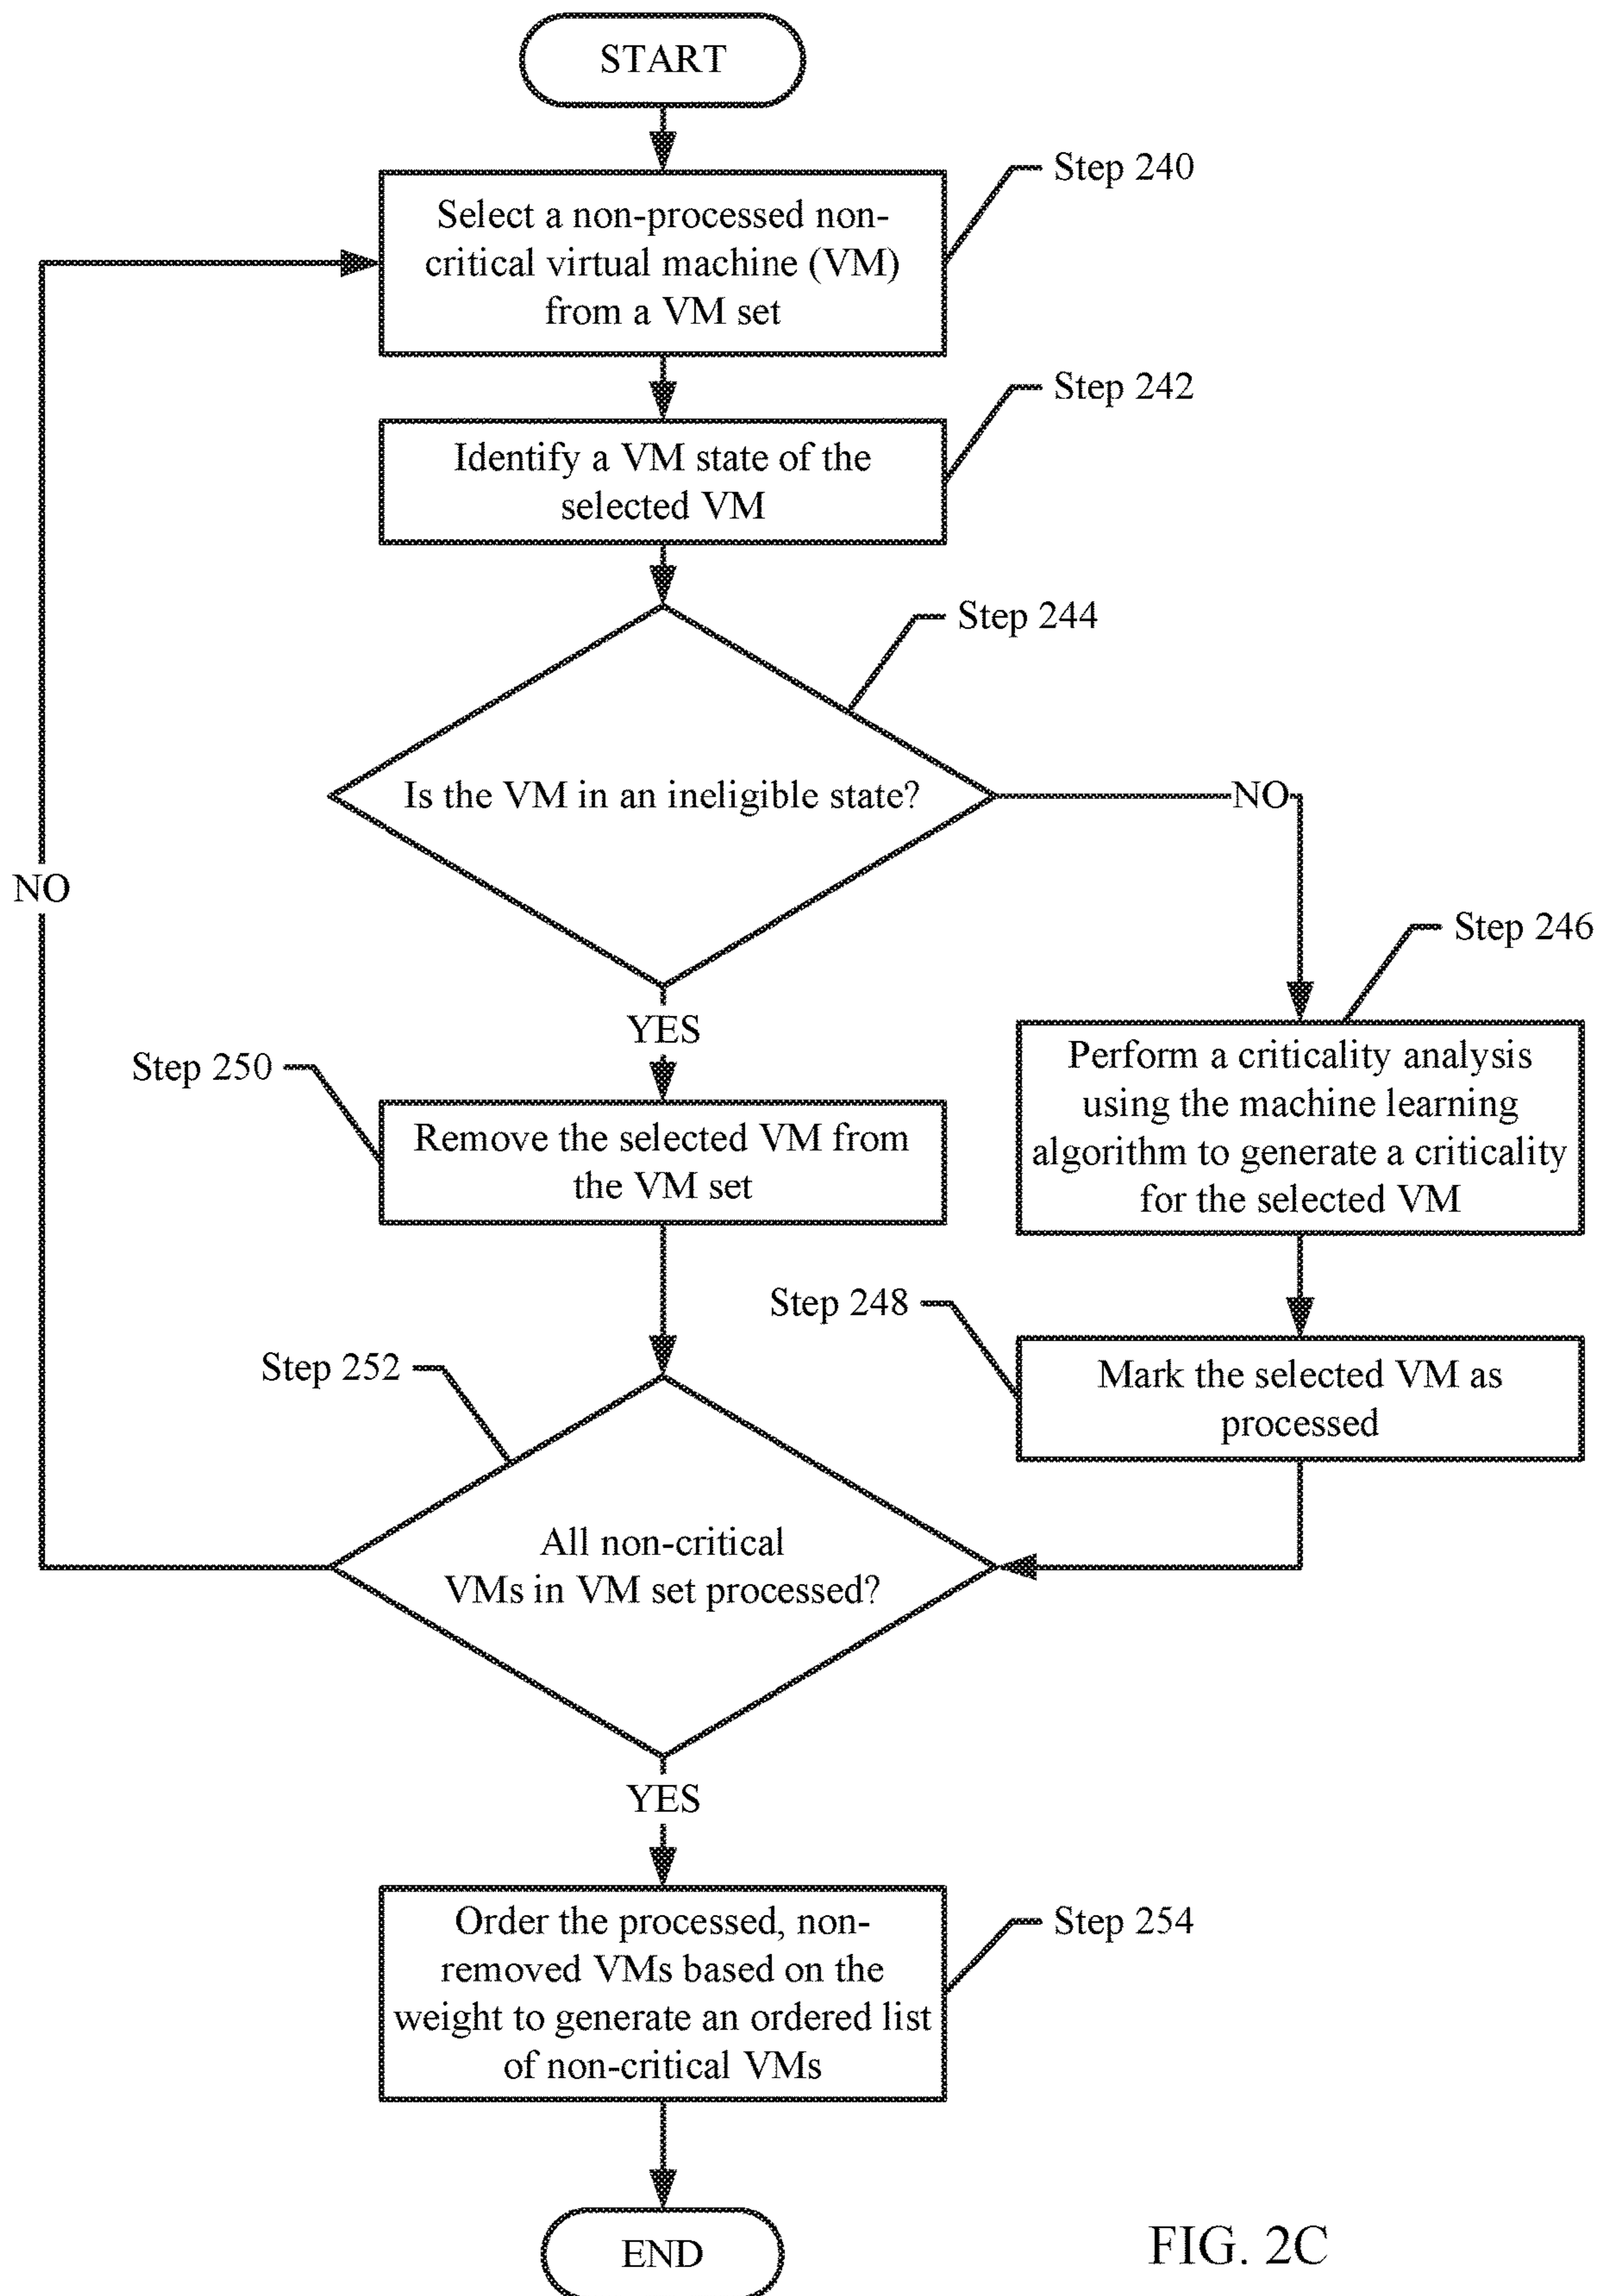 START
Step 240
Select a non-processed non-
critical virtual machine (VM)
from a VM set
Step 242
Identify a VM state of the
selected VM
Step 244
Is the VM in an ineligible state?
NO
NO
Step 246
YES
Step 250
Remove the selected VM from
the VM set
Perform a criticality analysis
using the machine learning
algorithm to generate a criticality
for the selected VM
Step 248
Mark the selected VM as
processed
Step 252
All non-critical
VMs in VM set processed?
YES
Order the processed, non-
removed VMs based on the
weight to generate an ordered list
of non-critical VMs
Step 254
END
FIG. 2C